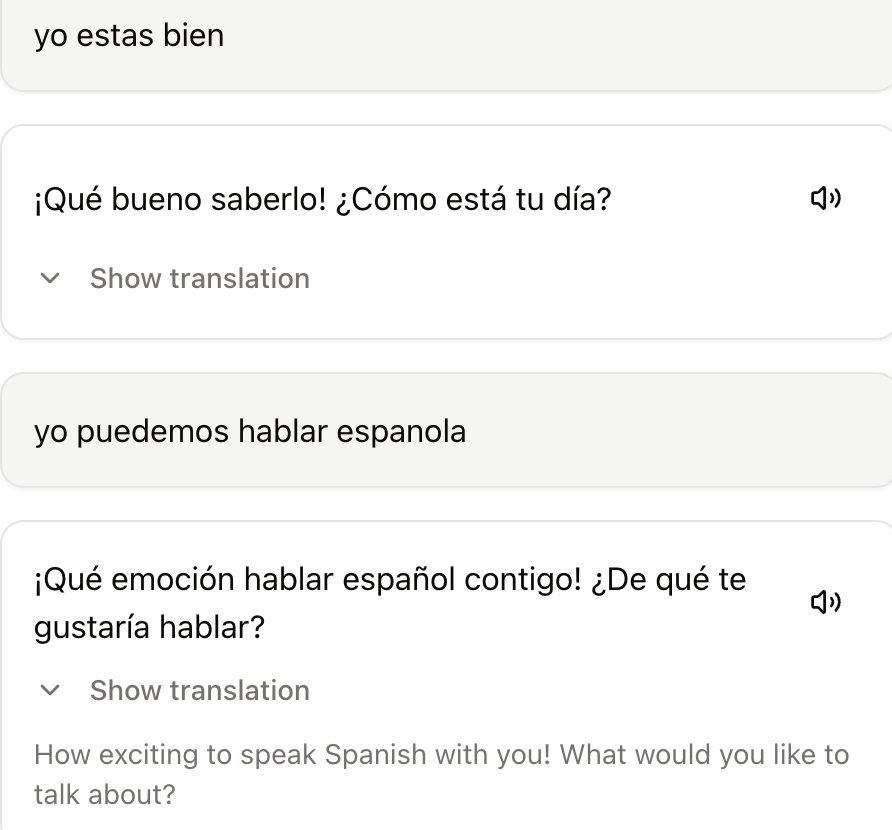 yo estas bien
¡Qué bueno saberlo! ¿Cómo está tu día?
Show translation
yo puedemos hablar espanola
¡Qué emoción hablar español contigo! ¿De qué te
gustaría hablar?
Show translation
How exciting to speak Spanish with you! What would you like to
talk about?